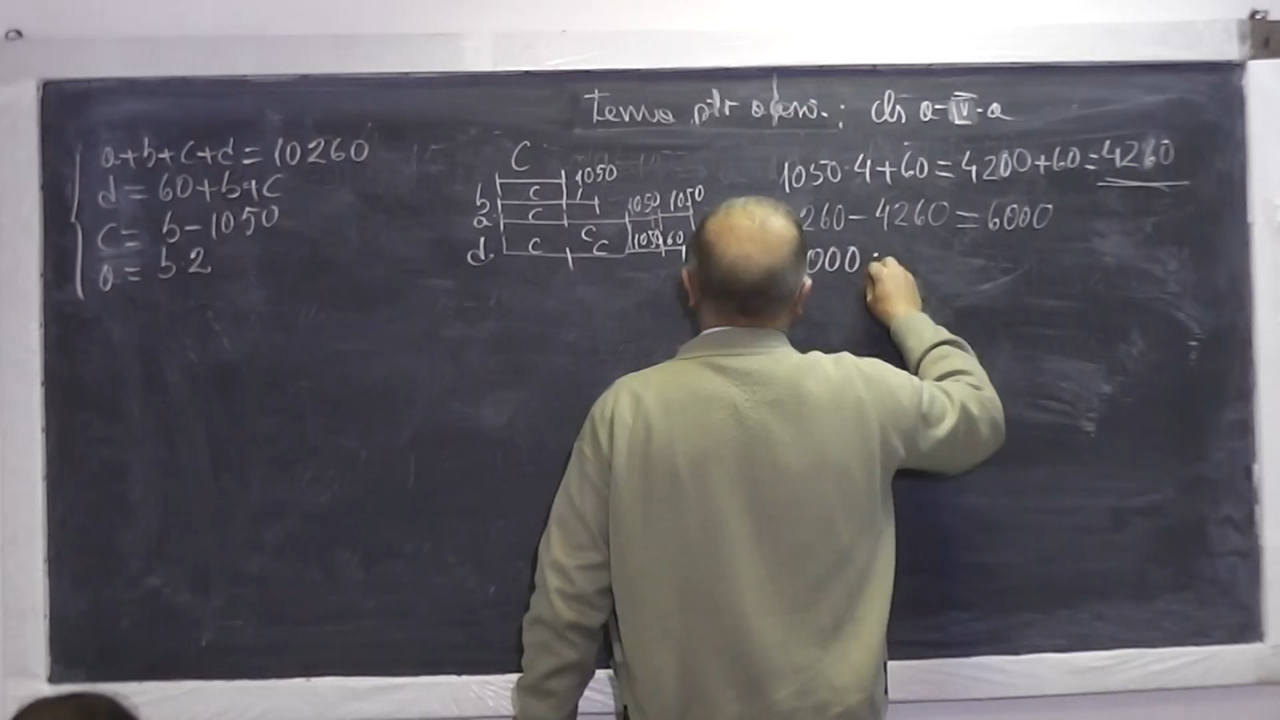 Tema ptr afon.: cls a-IV-a
a+b+c+d=10260
d=60+b+c
c= b-1050
a= b·2
C
b c 1050
a c 1050 1050
d c c c 1050 60
1050·4+60=4200+60=4260
260-4260=6000
000: